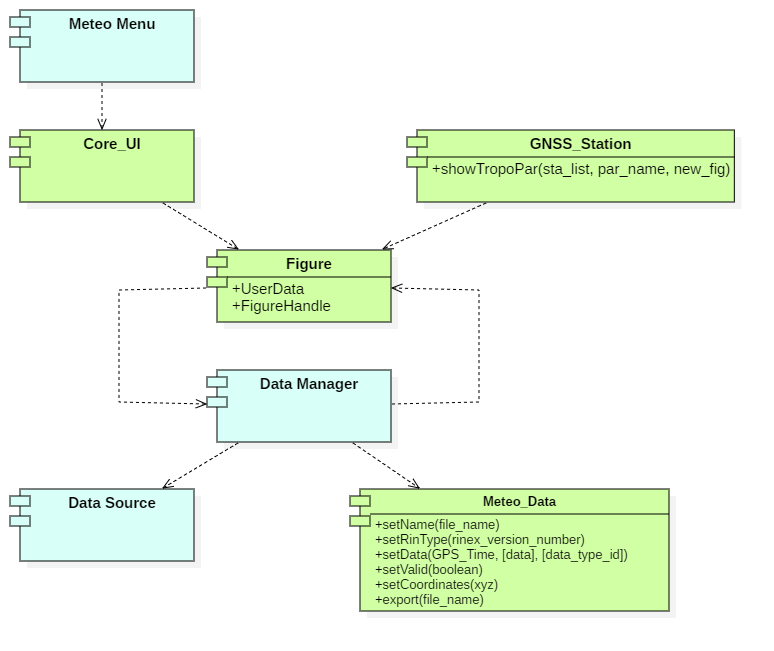 Meteo Menu
Core_UI
GNSS_Station
+showTropoPar(sta_list, par_name, new_fig)
Figure
+UserData
+FigureHandle
Data Manager
Data Source
Meteo_Data
+setName(file_name)
+setRinType(rinex_version_number)
+setData(GPS_Time, [data], [data_type_id])
+setValid(boolean)
+setCoordinates(xyz)
+export(file_name)